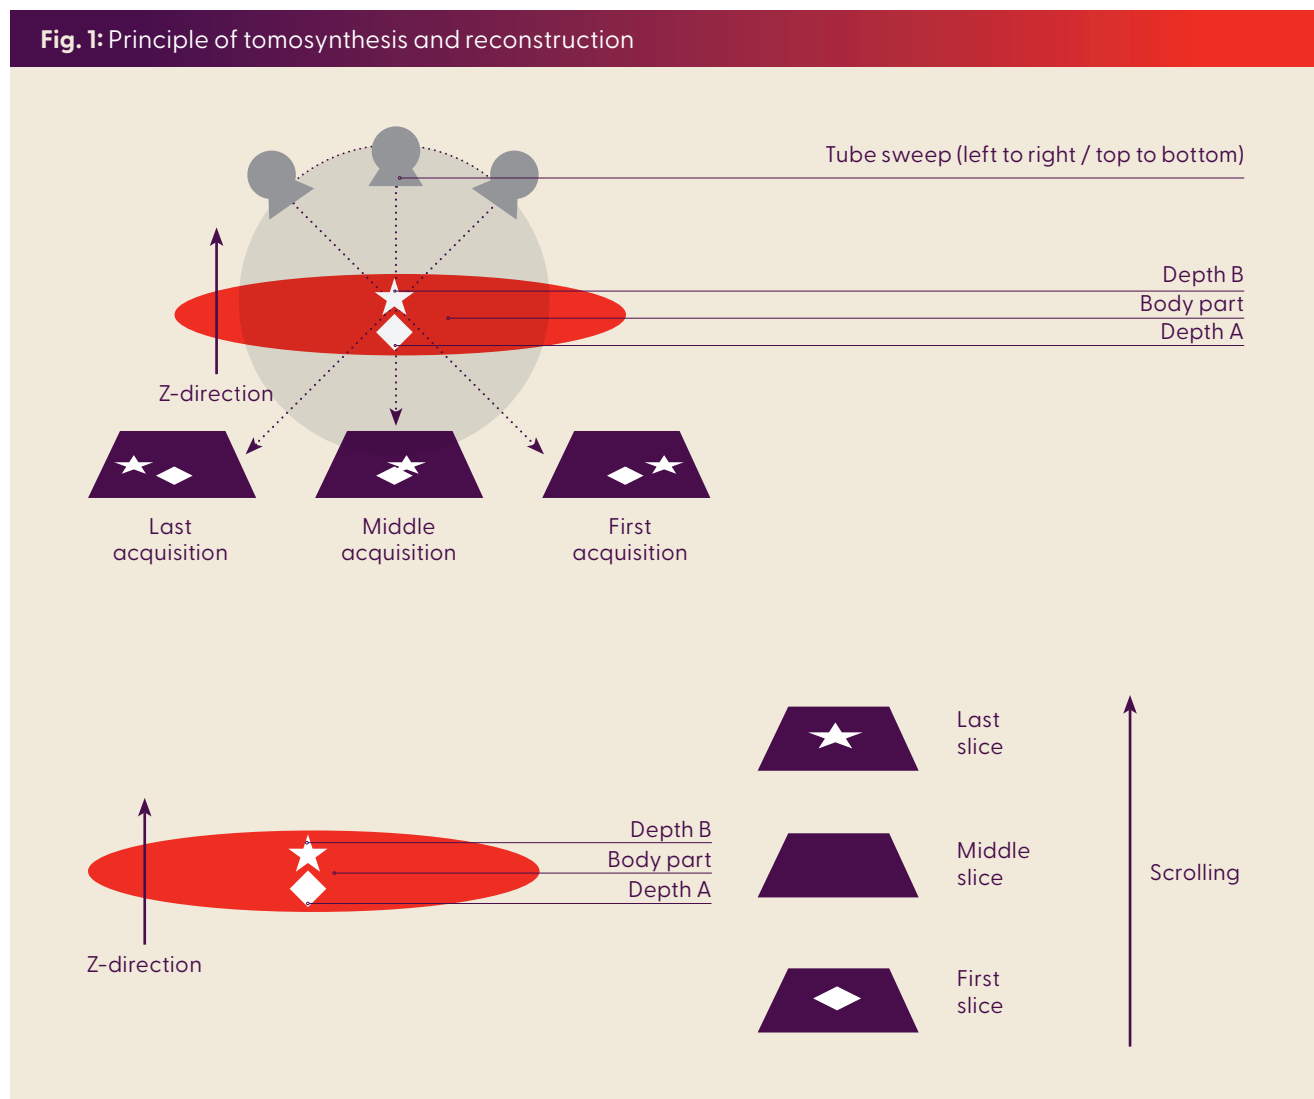 Fig. 1: Principle of tomosynthesis and reconstruction
Tube sweep (left to right / top to bottom)
Depth B
Body part
Depth A
Z-direction
Last
acquisition
Middle
acquisition
First
acquisition
Last
slice
Depth B
Body part
Depth A
Middle
slice
Scrolling
Z-direction
First
slice